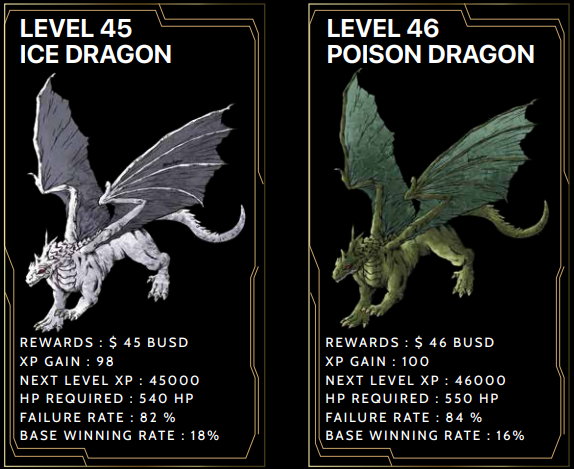 LEVEL 45
ICE DRAGON
REWARDS : $ 45 BUSD
XP GAIN : 98
NEXT LEVEL XP : 45000
HP REQUIRED : 540 HP
FAILURE RATE : 82 %
BASE WINNING RATE : 18%
LEVEL 46
POISON DRAGON
REWARDS : $ 46 BUSD
XP GAIN : 100
NEXT LEVEL XP : 46000
HP REQUIRED : 550 HP
FAILURE RATE : 84 %
BASE WINNING RATE : 16%